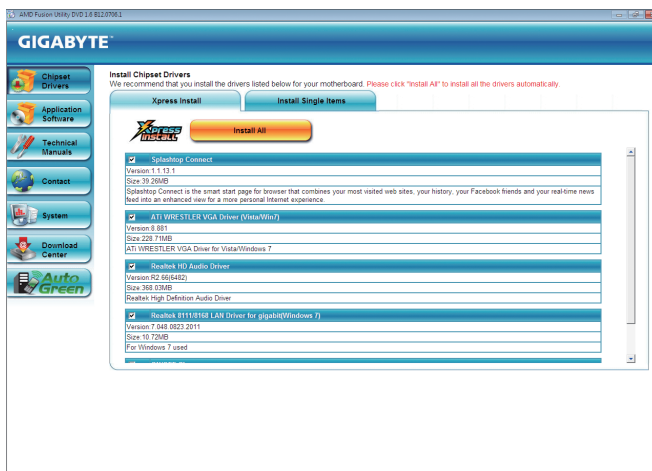 AMD Fusion Utility DVD 1.6 B12.0706.1
GIGABYTE™
Chipset
Drivers
Application
Software
Technical
Manuals
Contact
System
Download
Center
Auto
Green
Install Chipset Drivers
We recommend that you install the drivers listed below for your motherboard. Please click "Install All" to install all the drivers automatically.
Xpress Install
Install Single Items
Xpress
INSTALL
Install All
Splashtop Connect
Version:1.1.13.1
Size:39.26MB
Splashtop Connect is the smart start page for browser that combines your most visited web sites, your history, your Facebook friends and your real-time news
feed into an enhanced view for a more personal Internet experience.
ATi WRESTLER VGA Driver (Vista/Win7)
Version:8.881
Size:228.71MB
ATi WRESTLER VGA Driver for Vista/Windows 7
Realtek HD Audio Driver
Version:R2.66(6482)
Size:368.03MB
Realtek High Definition Audio Driver
Realtek 8111/8168 LAN Driver for gigabit(Windows 7)
Version:7.048.0823.2011
Size:10.72MB
For Windows 7 used